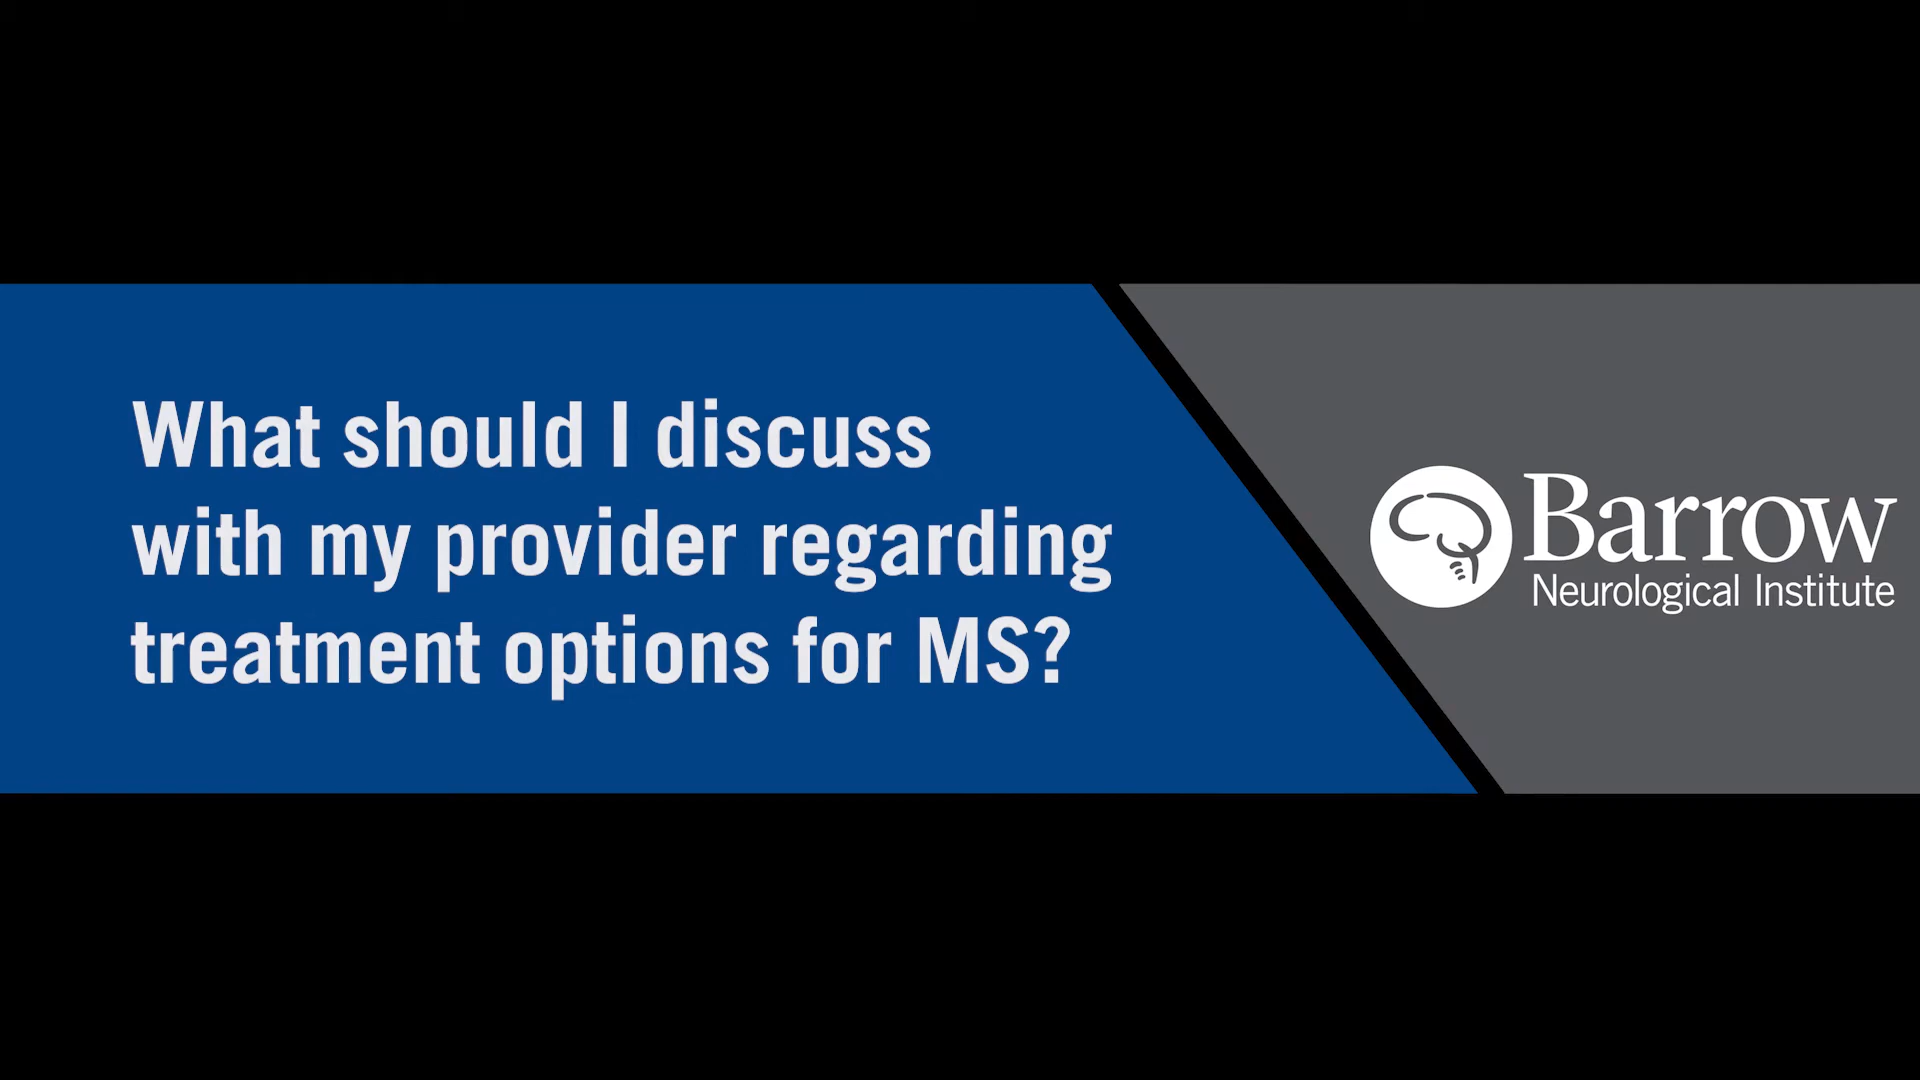 What should I discuss
with my provider regarding
treatment options for MS?
Barrow
Neurological Institute